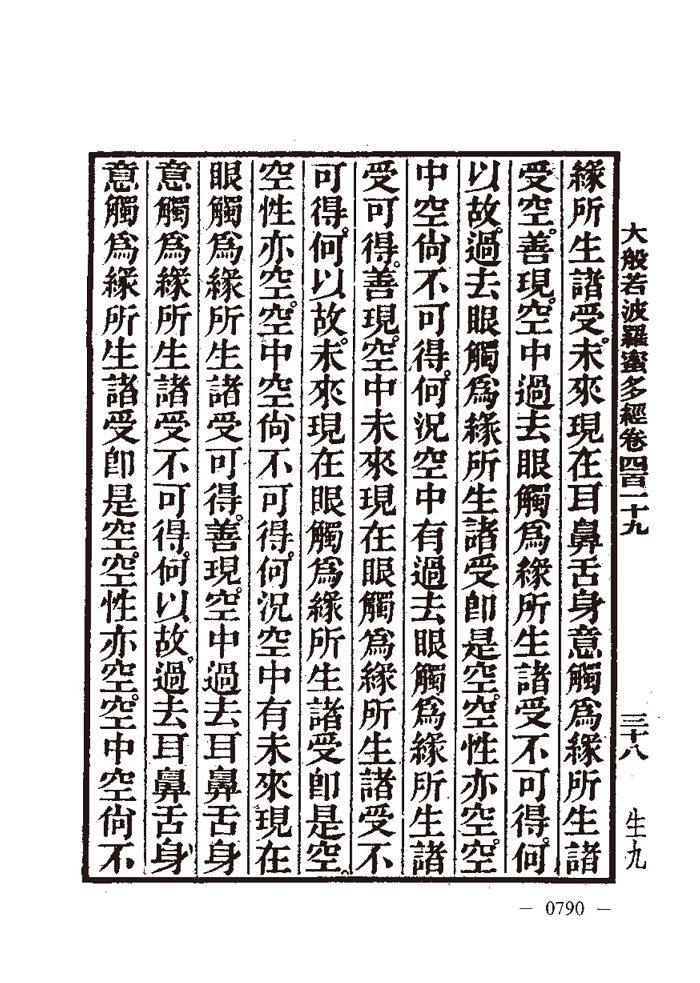 大般若波羅蜜多經卷四百一十九　三十八　生九
緣所生諸受。未來現在耳鼻舌身意觸爲緣所生諸
受空。善現。空中過去眼觸爲緣所生諸受不可得。何
以故。過去眼觸爲緣所生諸受卽是空。空性亦空。空
中空尙不可得。何況空中有過去眼觸爲緣所生諸
受可得。善現。空中未來現在眼觸爲緣所生諸受不
可得。何以故。未來現在眼觸爲緣所生諸受卽是空。
空性亦空。空中空尙不可得。何況空中有未來現在
眼觸爲緣所生諸受可得。善現。空中過去耳鼻舌身
意觸爲緣所生諸受不可得。何以故。過去耳鼻舌身
意觸爲緣所生諸受卽是空。空性亦空。空中空尙不
— 0790 —